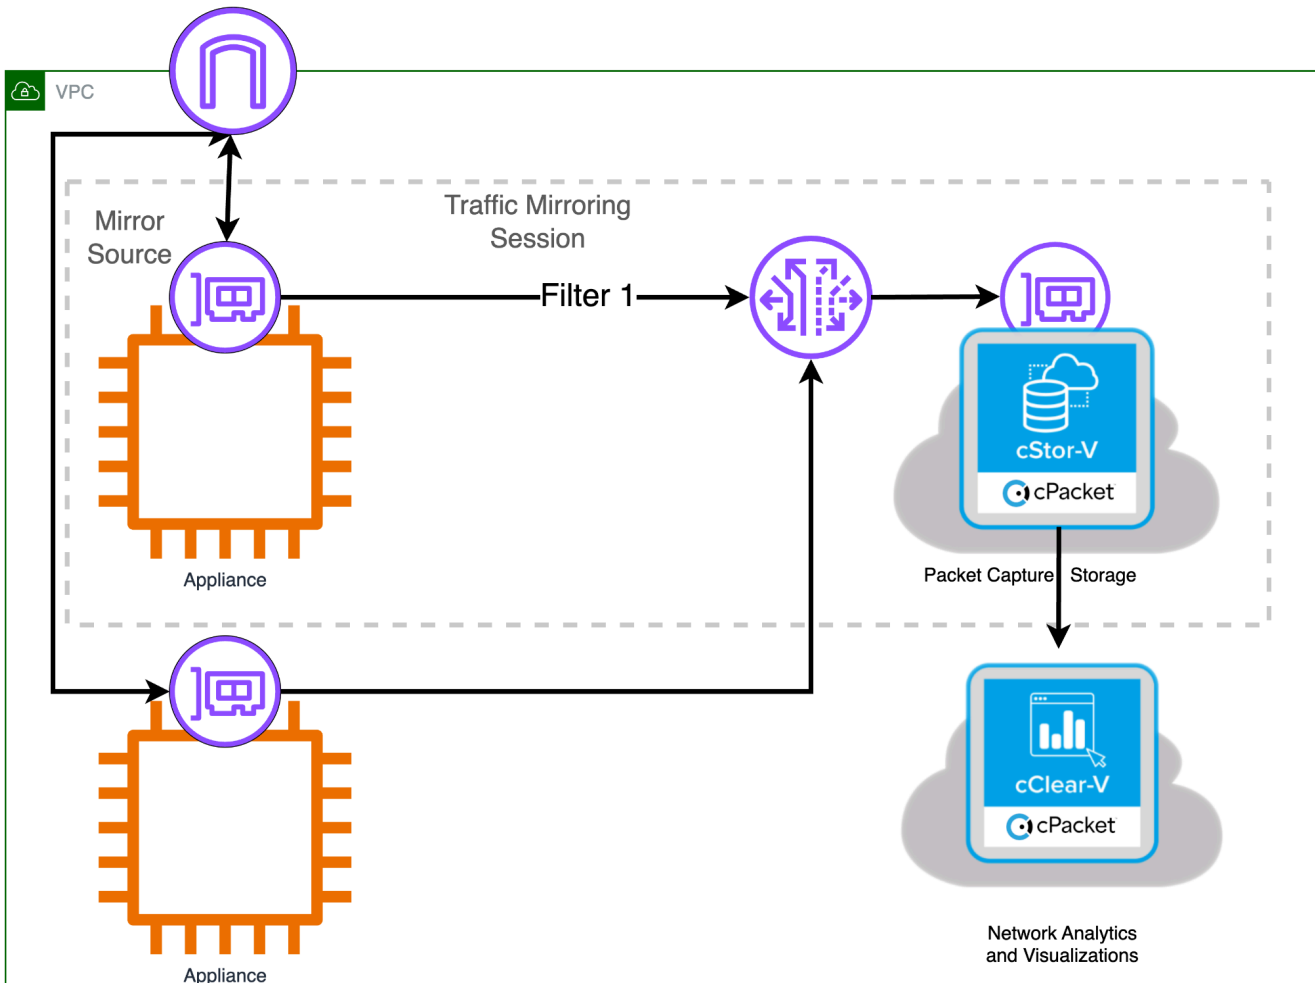 VPC
Mirror
Source
Traffic Mirroring
Session
Filter 1
cStor-V
cPacket
Appliance
Packet Capture
Storage
cClear-V
cPacket
Network Analytics
and Visualizations
Appliance